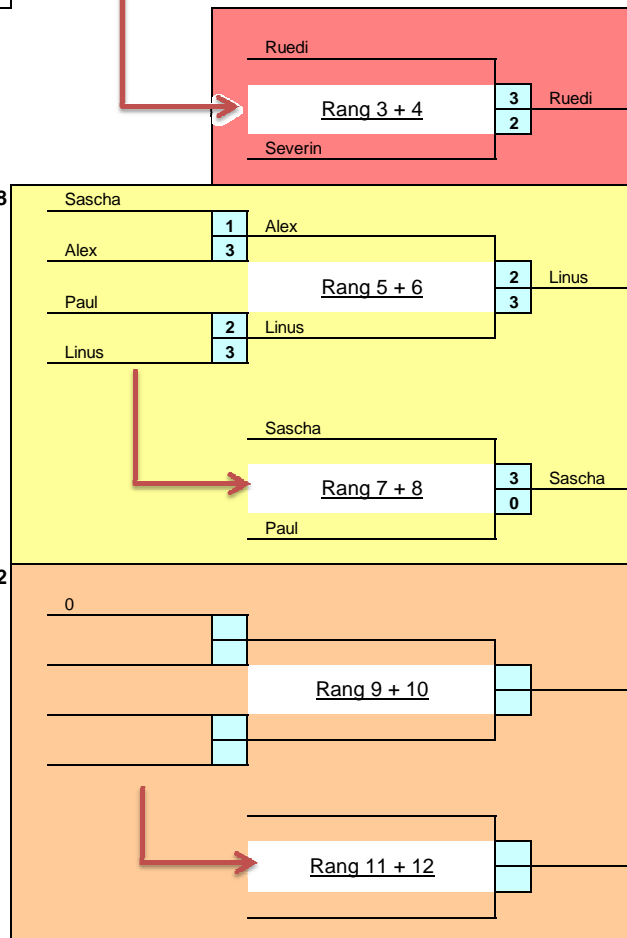 Ruedi
Rang 3 + 4
3
Ruedi
2
Severin
8
Sascha
1
Alex
Alex
3
Rang 5 + 6
2
Linus
Paul
3
2
Linus
Linus
3
Sascha
Rang 7 + 8
3
Sascha
0
Paul
2
0
Rang 9 + 10
Rang 11 + 12